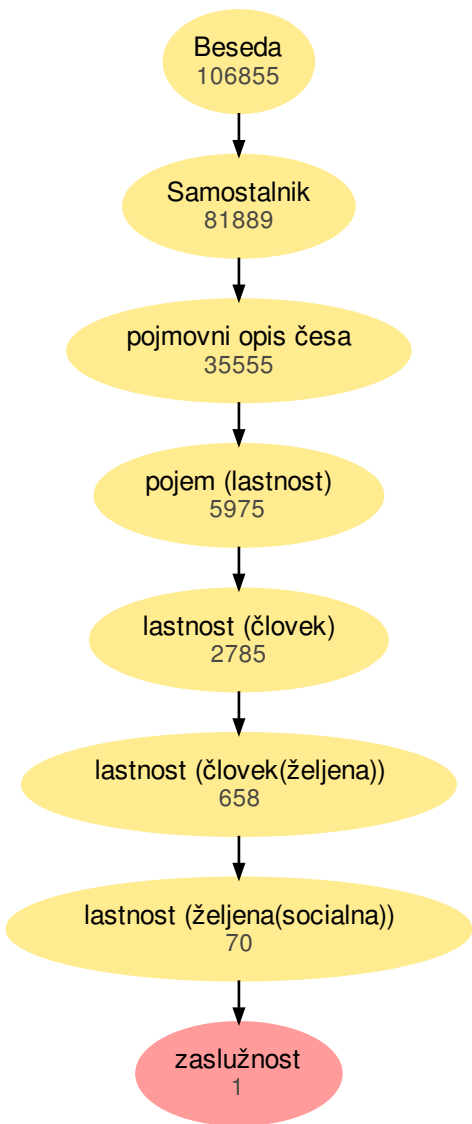 Beseda
106855
Samostalnik
81889
pojmovni opis česa
35555
pojem (lastnost)
5975
lastnost (človek)
2785
lastnost (človek(željena))
658
lastnost (željena(socialna))
70
zaslužnost
1